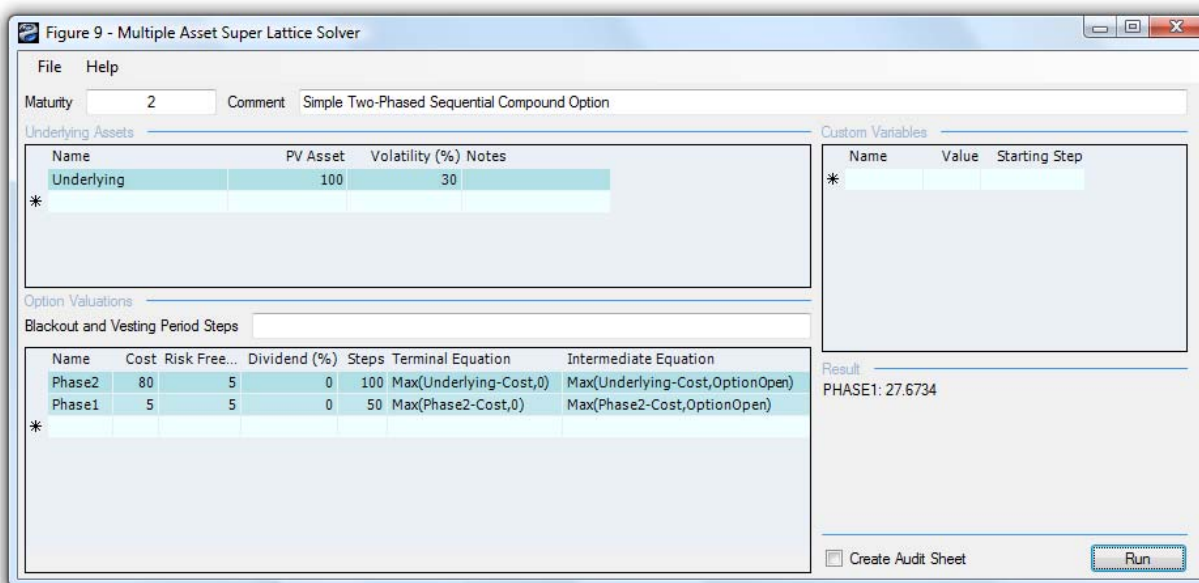 Figure 9 - Multiple Asset Super Lattice Solver
File Help
Maturity 2 Comment Simple Two-Phased Sequential Compound Option
Underlying Assets
Name PV Asset Volatility (%) Notes
Underlying 100 30
*
Custom Variables
Name Value Starting Step
*
Option Valuations
Blackout and Vesting Period Steps
Name Cost Risk Free... Dividend (%) Steps Terminal Equation Intermediate Equation
Phase2 80 5 0 100 Max(Underlying-Cost,0) Max(Underlying-Cost,OptionOpen)
Phase1 5 5 0 50 Max(Phase2-Cost,0) Max(Phase2-Cost,OptionOpen)
*
Result
PHASE1: 27.6734
Create Audit Sheet Run